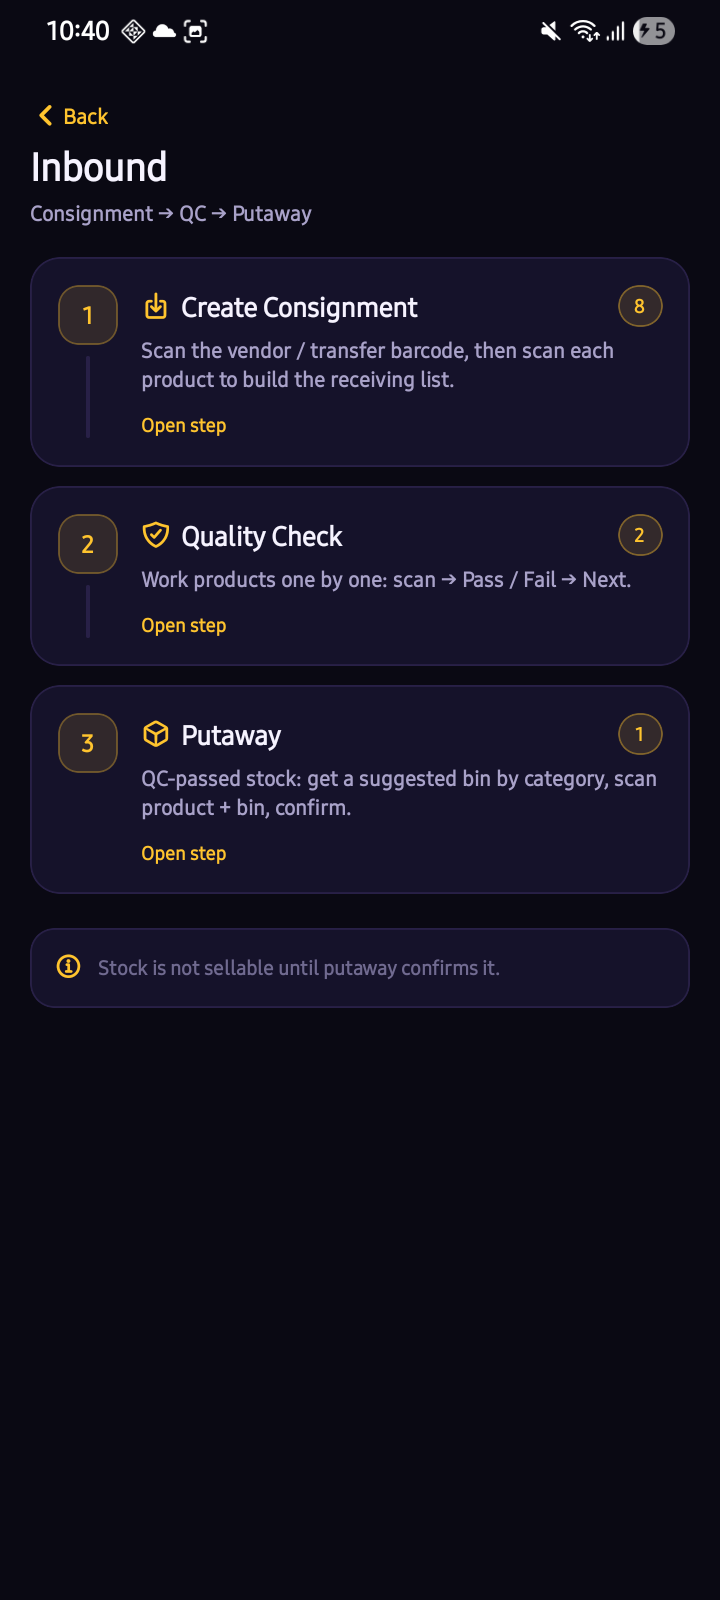 10:40
5
Back
Inbound
Consignment → QC → Putaway
1
Create Consignment
8
Scan the vendor / transfer barcode, then scan each
product to build the receiving list.
Open step
2
Quality Check
2
Work products one by one: scan → Pass / Fail → Next.
Open step
3
Putaway
1
QC-passed stock: get a suggested bin by category, scan
product + bin, confirm.
Open step
Stock is not sellable until putaway confirms it.